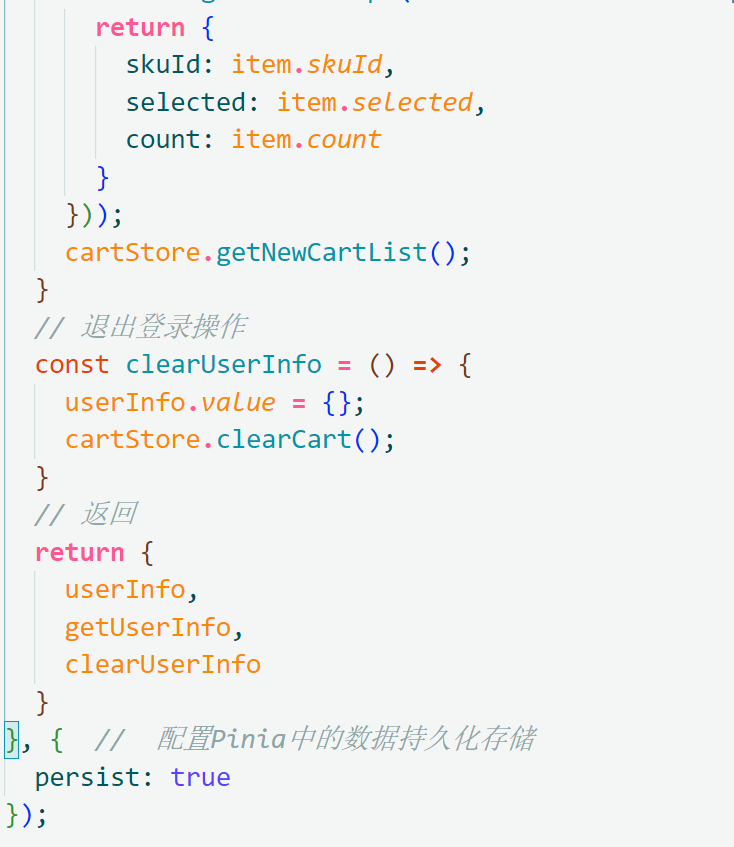 return {
skuId: item.skuId,
selected: item.selected,
count: item.count
}
}));
cartStore.getNewCartList();
}
// 退出登录操作
const clearUserInfo = () => {
userInfo.value = {};
cartStore.clearCart();
}
// 返回
return {
userInfo,
getUserInfo,
clearUserInfo
}
}, { // 配置Pinia中的数据持久化存储
persist: true
});